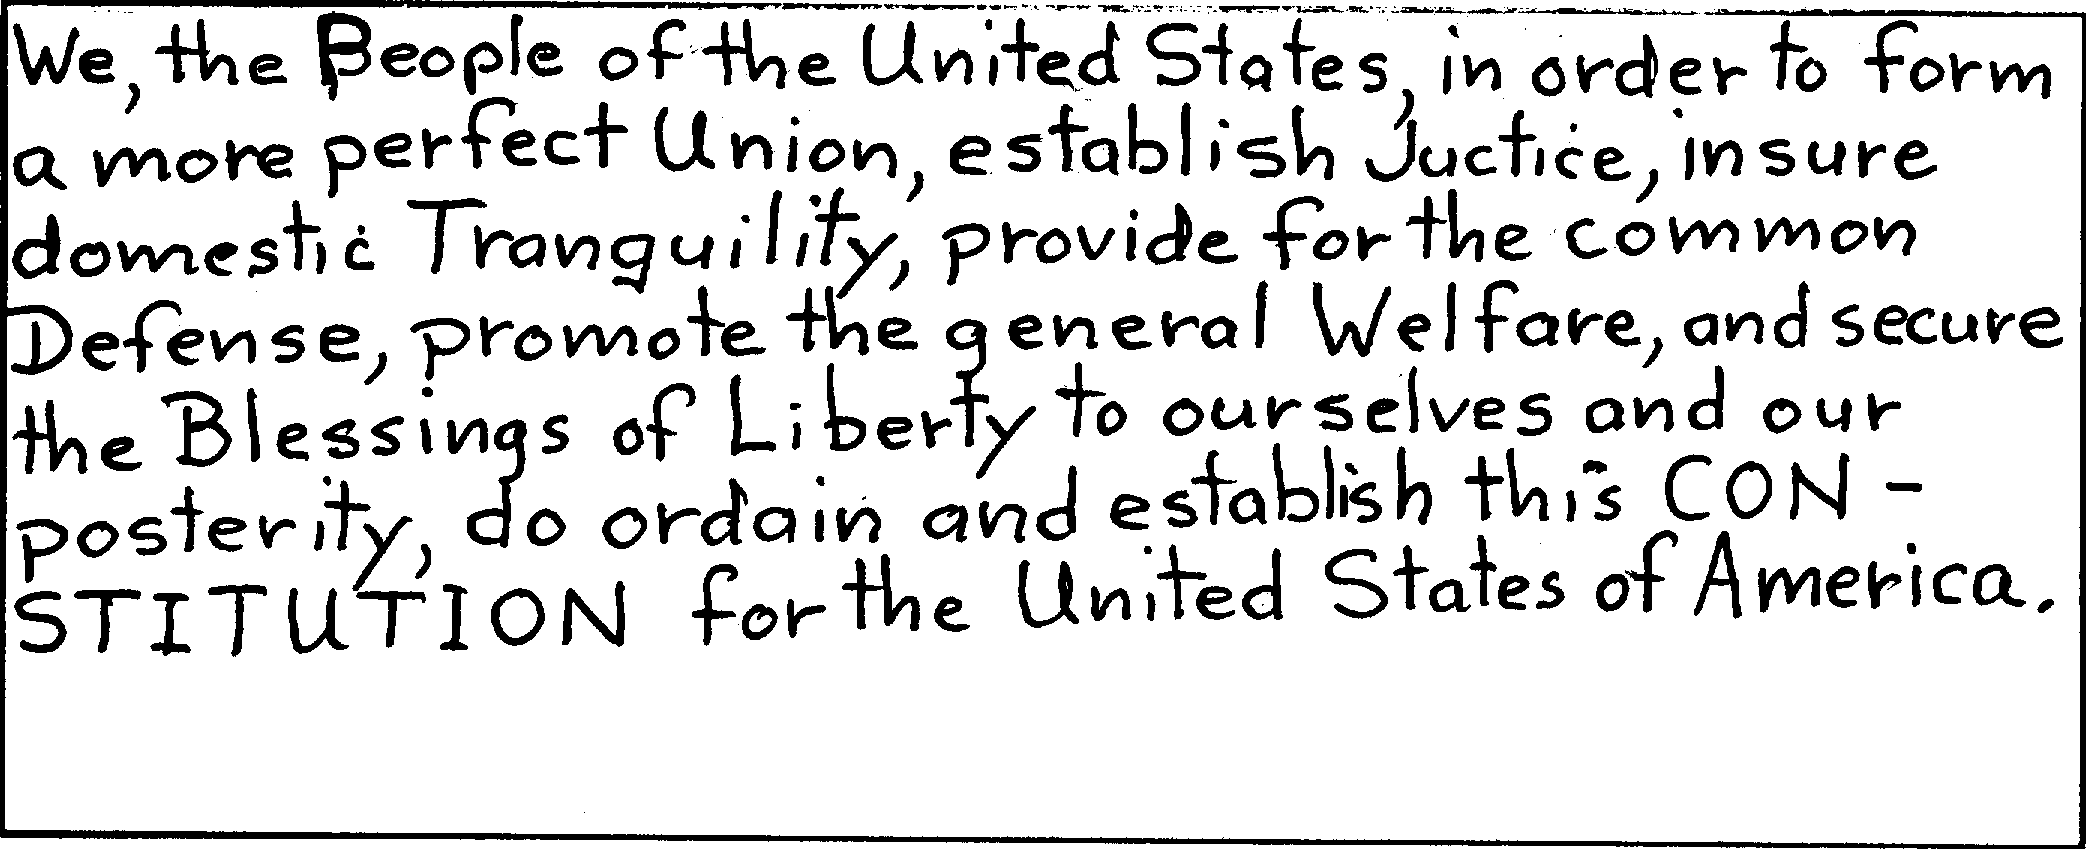 We, the People of the United States, in order to form
a more perfect Union, establish Juctice, insure
domestic Tranquility, provide for the common
Defense, promote the general Welfare, and secure
the Blessings of Liberty to ourselves and our
posterity, do ordain and establish this CON -
STITUTION for the United States of America.